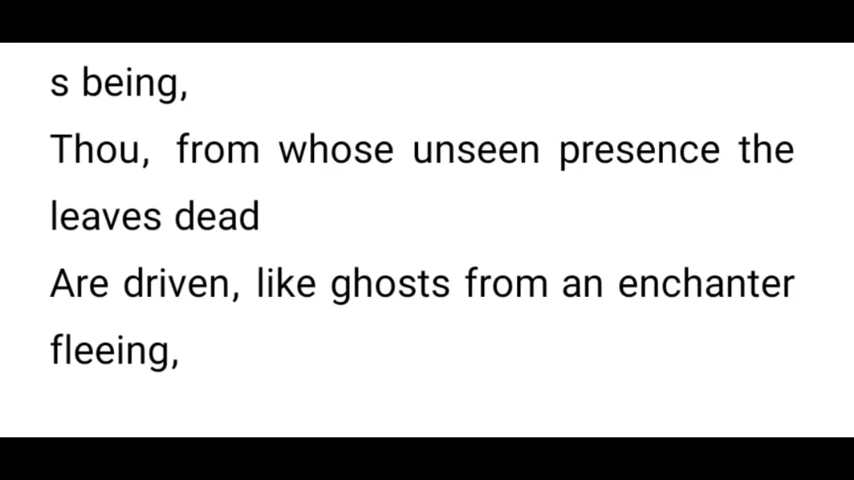 s being,
Thou, from whose unseen presence the
leaves dead
Are driven, like ghosts from an enchanter
fleeing,